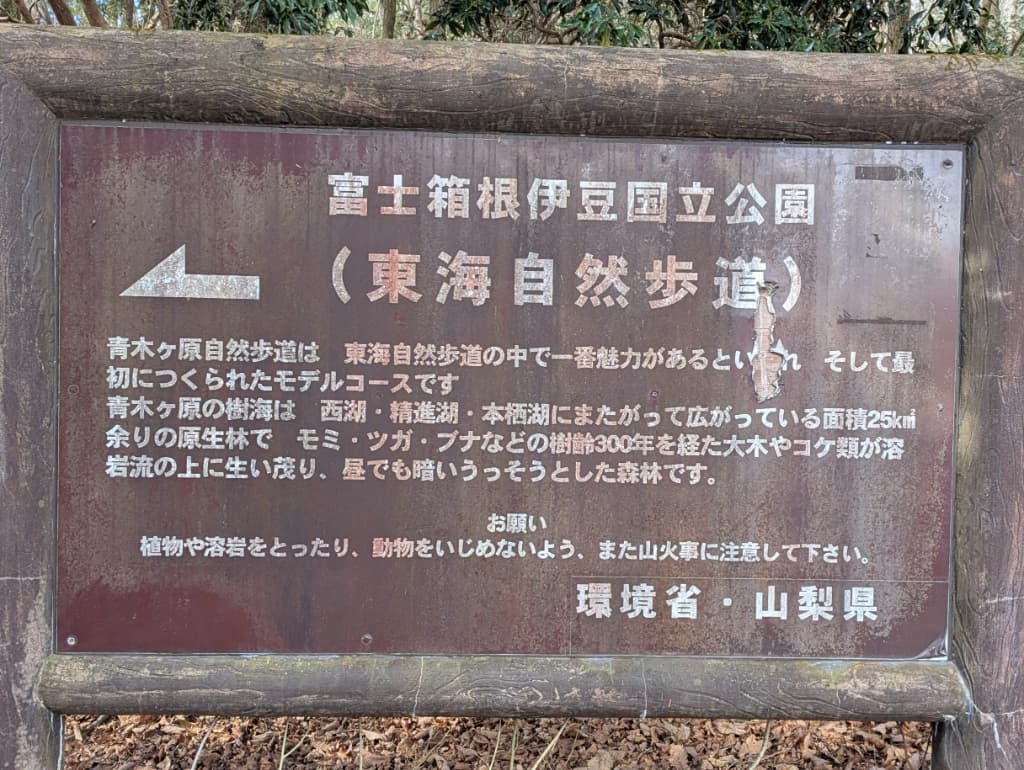 富士箱根伊豆国立公園
(東海自然歩道)
青木ヶ原自然歩道は 東海自然歩道の中で一番魅力があるとい れ そして最
初につくられたモデルコースです
青木ヶ原の樹海は 西湖・精進湖・本栖湖にまたがって広がっている面積25k㎡
余りの原生林で モミ・ツガ・ブナなどの樹齢300年を経た大木やコケ類が溶
岩流の上に生い茂り、昼でも暗いうっそうとした森林です。
お願い
植物や溶岩をとったり、動物をいじめないよう、また山火事に注意して下さい。
環境省・山梨県